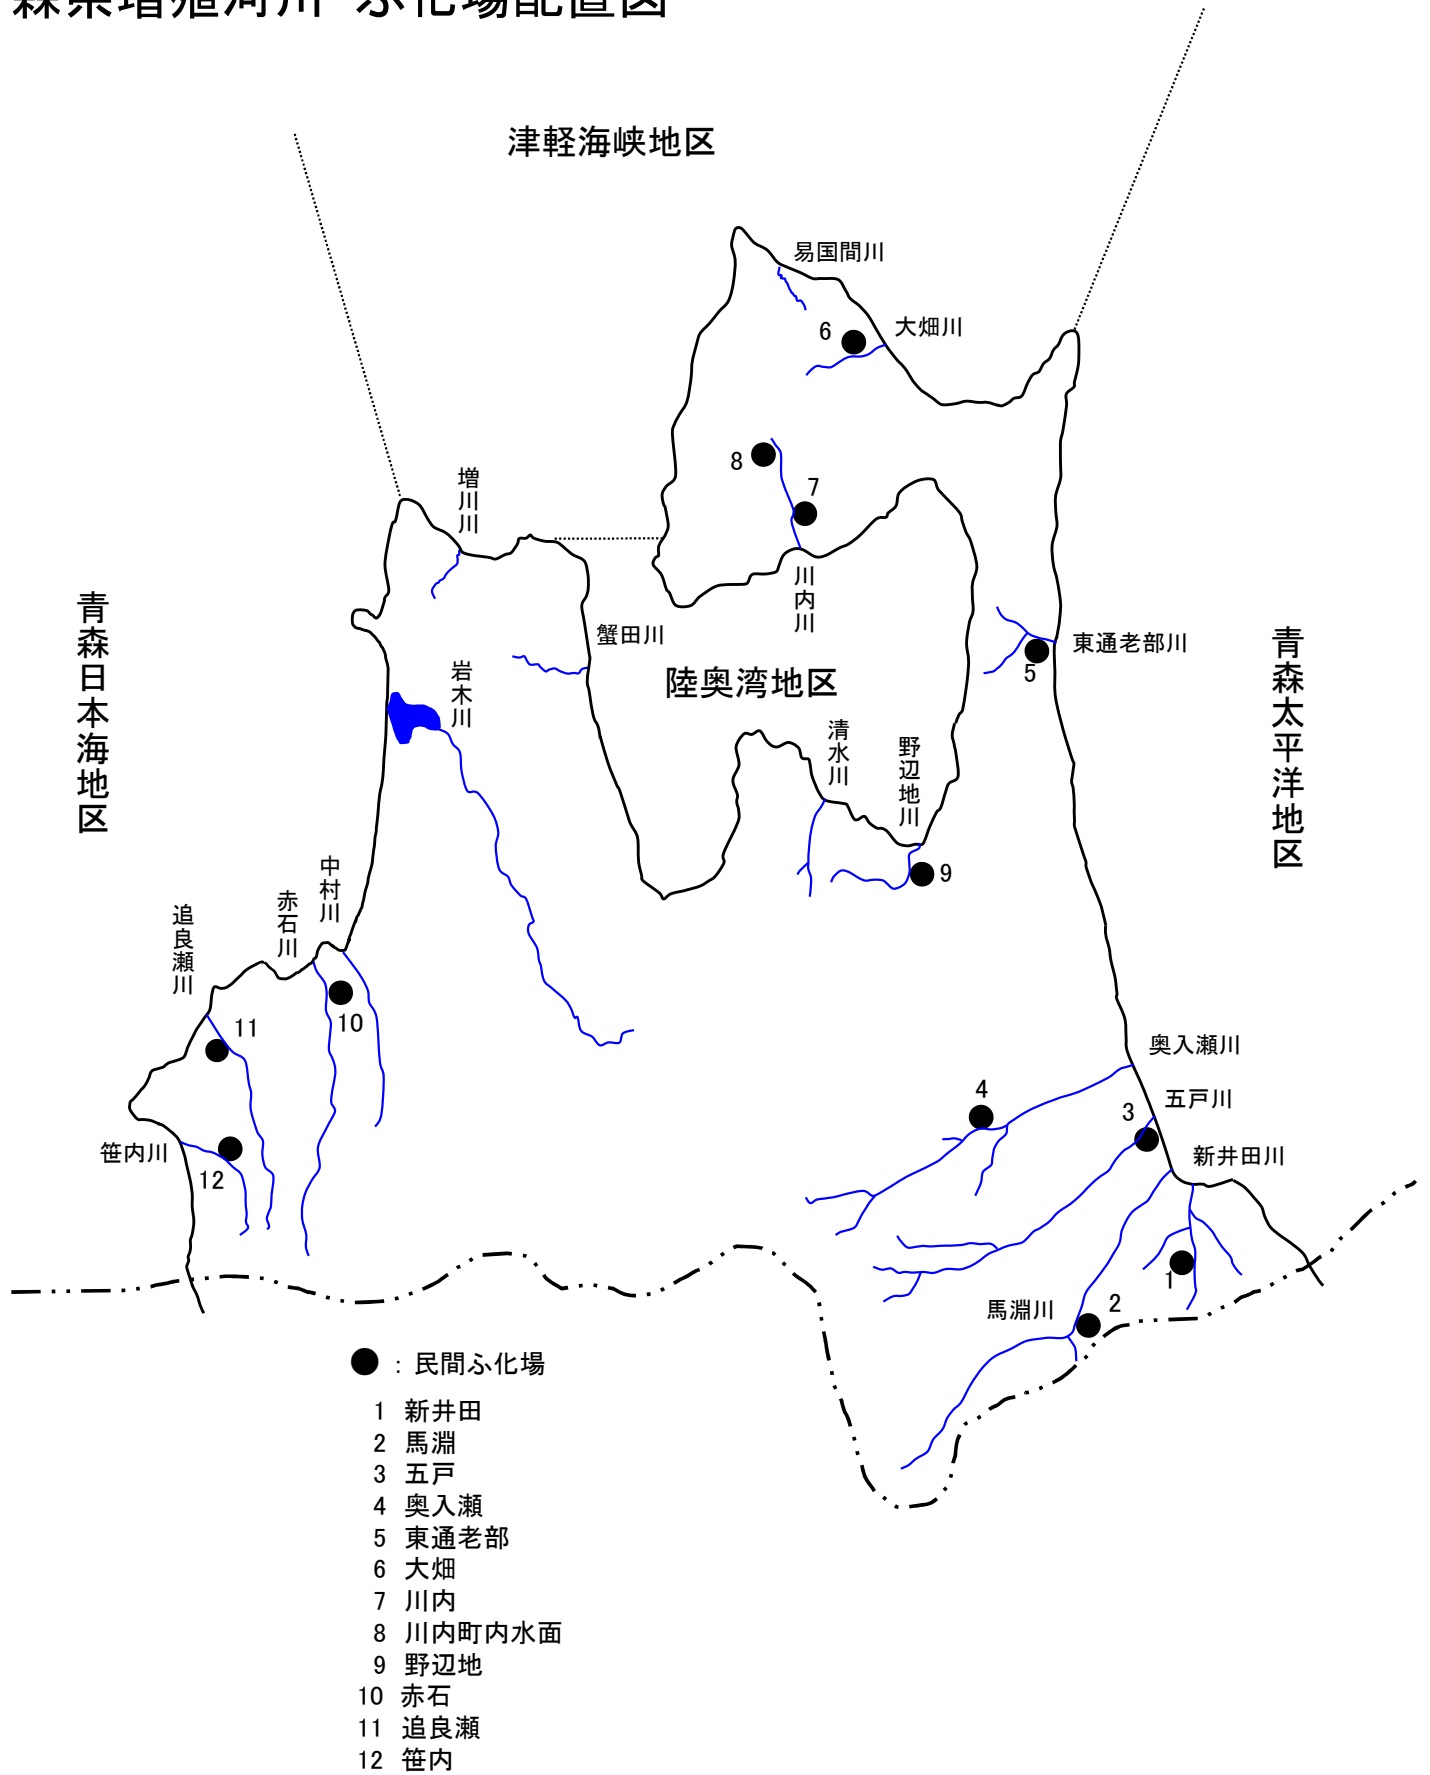 森県増殖河川 ふ化場配置図
津軽海峡地区
易国間川
大畑川
6
8
7
増川川
川内川
青森日本海地区
蟹田川
東通老部川
5
青森太平洋地区
岩木川
陸奥湾地区
清水川
野辺地川
9
中村川
赤石川
追良瀬川
11
10
奥入瀬川
4
五戸川
3
笹内川
12
新井田川
1
馬淵川
2
● : 民間ふ化場
1 新井田
2 馬淵
3 五戸
4 奥入瀬
5 東通老部
6 大畑
7 川内
8 川内町内水面
9 野辺地
10 赤石
11 追良瀬
12 笹内